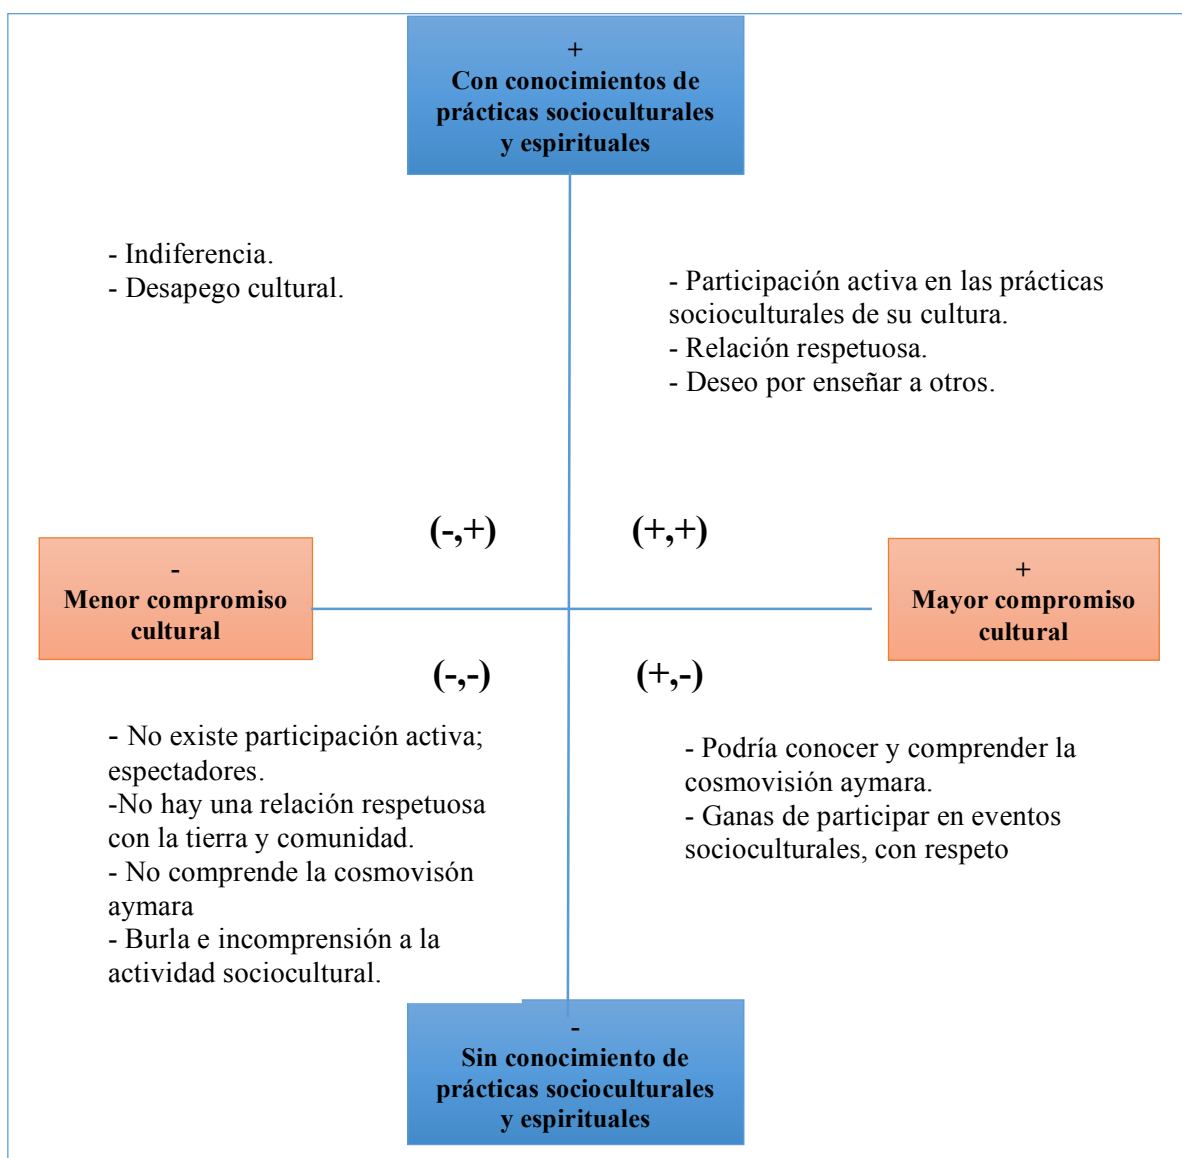 +
Con conocimientos de
prácticas socioculturales
y espirituales
- Indiferencia.
- Desapego cultural.
- Participación activa en las prácticas
socioculturales de su cultura.
- Relación respetuosa.
- Deseo por enseñar a otros.
(-,+)
(+,+)
-
Menor compromiso
cultural
+
Mayor compromiso
cultural
(-,-)
(+,-)
- No existe participación activa;
espectadores.
-No hay una relación respetuosa
con la tierra y comunidad.
- No comprende la cosmovisón
aymara
- Burla e incomprensión a la
actividad sociocultural.
- Podría conocer y comprender la
cosmovisión aymara.
- Ganas de participar en eventos
socioculturales, con respeto
-
Sin conocimiento de
prácticas socioculturales
y espirituales